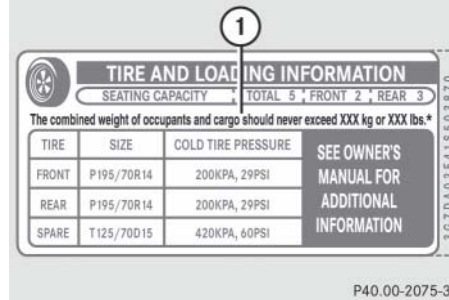 1
TIRE AND LOADING INFORMATION
SEATING CAPACITY TOTAL 5 FRONT 2 REAR 3
The combined weight of occupants and cargo should never exceed XXX kg or XXX lbs.*
TIRE SIZE COLD TIRE PRESSURE
FRONT P195/70R14 200KPA, 29PSI
REAR P195/70R14 200KPA, 29PSI
SPARE T125/70D15 420KPA, 60PSI
SEE OWNER'S
MANUAL FOR
ADDITIONAL
INFORMATION
P40.00-2075-3